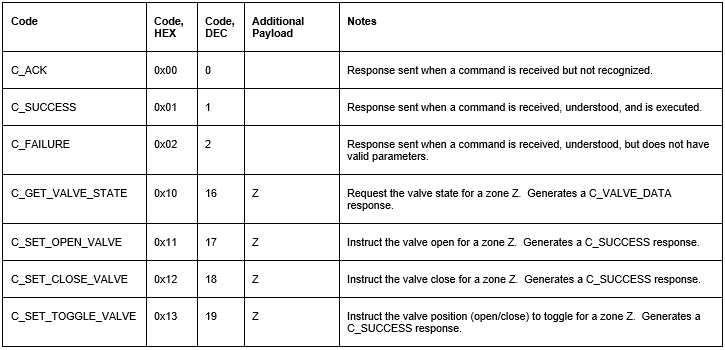 Code Code, HEX Code, DEC Additional Payload Notes
C_ACK 0x00 0 Response sent when a command is received but not recognized.
C_SUCCESS 0x01 1 Response sent when a command is received, understood, and is executed.
C_FAILURE 0x02 2 Response sent when a command is received, understood, but does not have
valid parameters.
C_GET_VALVE_STATE 0x10 16 Z Request the valve state for a zone Z. Generates a C_VALVE_DATA
response.
C_SET_OPEN_VALVE 0x11 17 Z Instruct the valve open for a zone Z. Generates a C_SUCCESS response.
C_SET_CLOSE_VALVE 0x12 18 Z Instruct the valve close for a zone Z. Generates a C_SUCCESS response.
C_SET_TOGGLE_VALVE 0x13 19 Z Instruct the valve position (open/close) to toggle for a zone Z. Generates a
C_SUCCESS response.